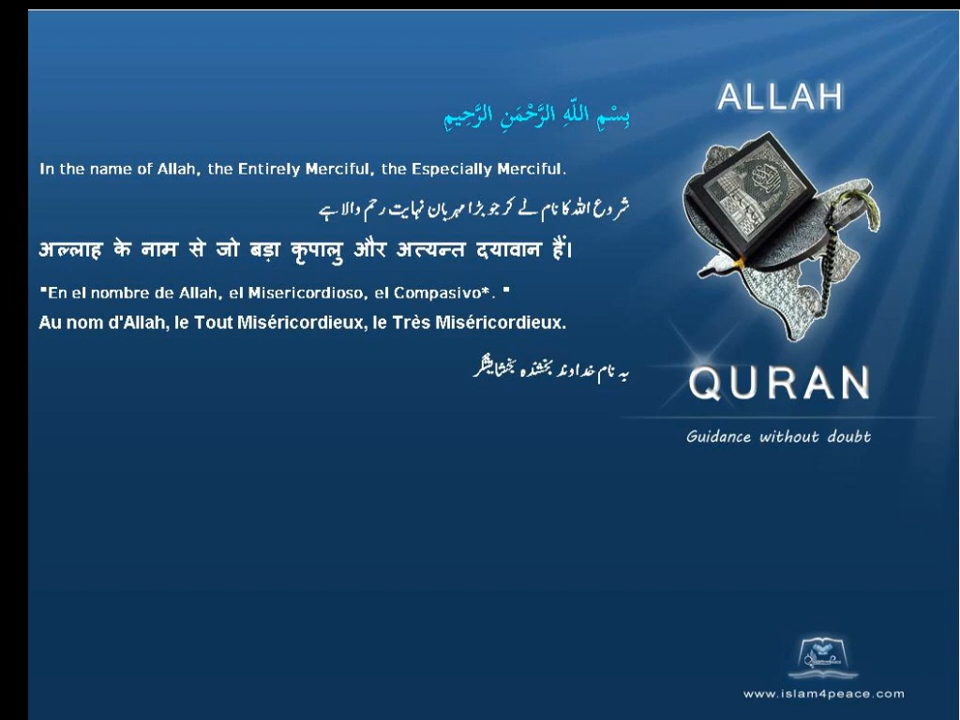 بِسْمِ اللّهِ الرَّحْمَنِ الرَّحِيمِ
In the name of Allah, the Entirely Merciful, the Especially Merciful.
شروع الله کا نام لے کر جو بڑا مہربان نہایت رحم والا ہے
अल्लाह के नाम से जो बड़ा कृपालु और अत्यन्त दयावान हैं।
"En el nombre de Allah, el Misericordioso, el Compasivo*. "
Au nom d'Allah, le Tout Miséricordieux, le Très Miséricordieux.
به نام خداوند بخشنده بخشایشگر
ALLAH
QURAN
Guidance without doubt
www.islam4peace.com